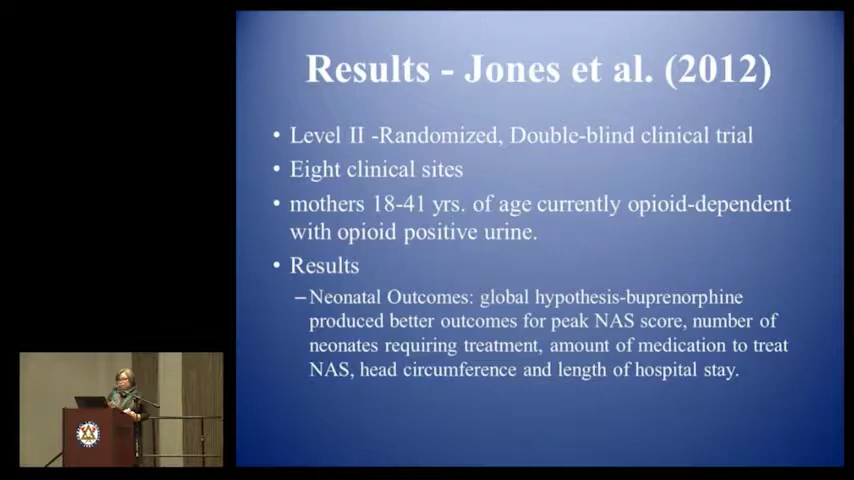 Results - Jones et al. (2012)
• Level II -Randomized, Double-blind clinical trial
• Eight clinical sites
• mothers 18-41 yrs. of age currently opioid-dependent
with opioid positive urine.
• Results
–Neonatal Outcomes: global hypothesis-buprenorphine
produced better outcomes for peak NAS score, number of
neonates requiring treatment, amount of medication to treat
NAS, head circumference and length of hospital stay.